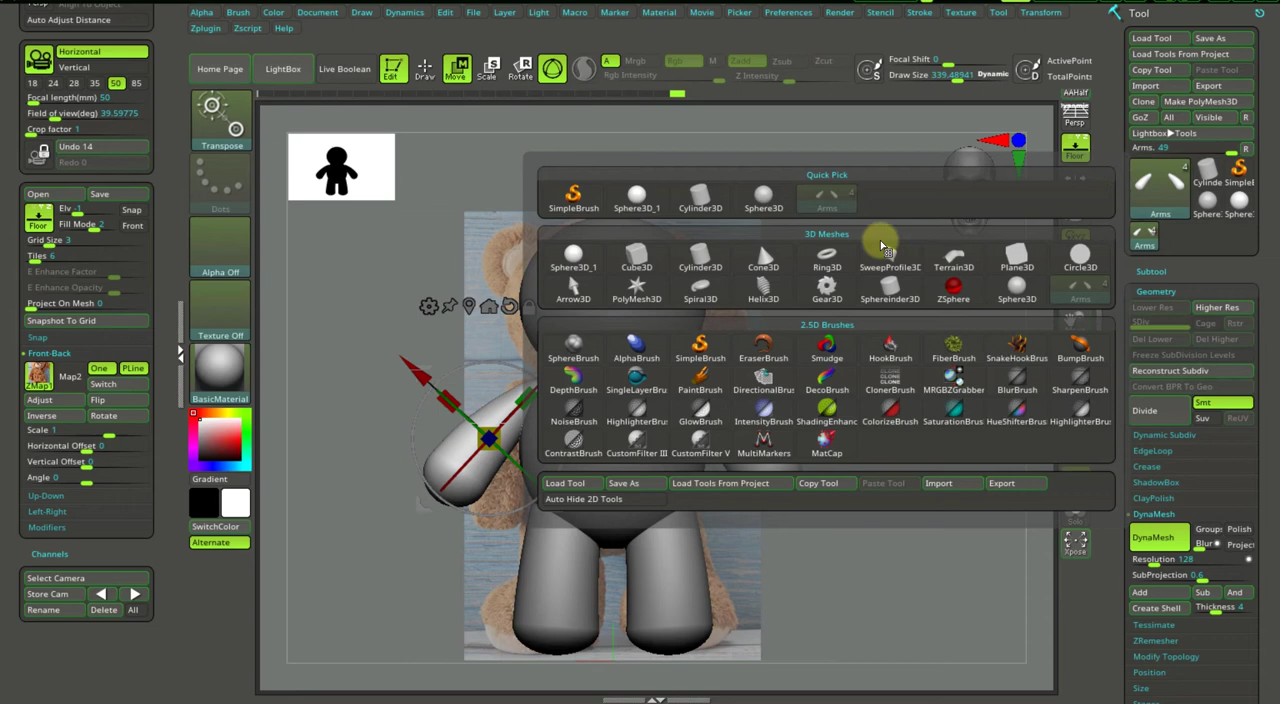 Auto Adjust Distance
Horizontal
Vertical
18 24 28 35 50 85
Focal length(mm) 50
Field of view(deg) 39.59775
Crop factor 1
Undo 14
Redo 0
Open Save
Elv -1 Snap
Fill Mode 2
Floor Front
Grid Size 3
Tiles 6
E Enhance Factor
E Enhance Opacity
Project On Mesh 0
Snapshot To Grid
Snap
Front-Back
One PLine
Map2 Switch
Adjust Flip
Inverse Rotate
Scale 1
Horizontal Offset 0
Vertical Offset 0
Angle 0
Up-Down
Left-Right
Modifiers
Channels
Select Camera
Store Cam
Rename Delete All
Alpha Brush Color Document Draw Dynamics Edit File Layer Light Macro Marker Material Movie Picker Preferences Render Stencil Stroke Texture Tool Transform
Zplugin Zscript Help
Home Page LightBox Live Boolean Edit Draw Move Scale Rotate
A Mrgb Rgb M Zadd Zsub Zcut
Rgb Intensity Z Intensity
Focal Shift 0
Draw Size 339.48941 Dynamic
S D
ActivePoint
TotalPoints
Transpose
Dots
Alpha Off
Texture Off
BasicMaterial
Gradient
SwitchColor
Alternate
AAHalf
Persp
Floor
Solo
Xpose
Quick Pick
SimpleBrush Sphere3D_1 Cylinder3D Sphere3D Arms
4
3D Meshes
Sphere3D_1 Cube3D Cylinder3D Cone3D Ring3D SweepProfile3D Terrain3D Plane3D Circle3D
Arrow3D PolyMesh3D Spiral3D Helix3D Gear3D Sphereinder3D ZSphere Sphere3D Arms
2.5D Brushes
SphereBrush AlphaBrush SimpleBrush EraserBrush Smudge HookBrush FiberBrush SnakeHookBrus BumpBrush
DepthBrush SingleLayerBru PaintBrush DirectionalBrus DecoBrush ClonerBrush MRGBZGrabber BlurBrush SharpenBrush
NoiseBrush HighlighterBrus GlowBrush IntensityBrush ShadingEnhanc ColorizeBrush SaturationBrus HueShifterBrus HighlighterBrus
ContrastBrush CustomFilter III CustomFilter V MultiMarkers MatCap
Load Tool Save As Load Tools From Project Copy Tool Paste Tool Import Export
Auto Hide 2D Tools
Tool
Load Tool Save As
Load Tools From Project
Copy Tool Paste Tool
Import Export
Clone Make PolyMesh3D
GoZ All Visible R
Lightbox▶Tools
Arms. 49 R
4
Cylinde SimpleE
Arms Sphere Sphere
4
Arms
Subtool
Geometry
Lower Res Higher Res
SDiv Cage Rstr
Del Lower Del Higher
Freeze SubDivision Levels
Reconstruct Subdiv
Convert BPR To Geo
Divide Smt
Suv ReUV
Dynamic Subdiv
EdgeLoop
Crease
ShadowBox
ClayPolish
DynaMesh
DynaMesh Groups Polish
Blur Project
Resolution 128
SubProjection 0.6
Add Sub And
Create Shell Thickness 4
Tessimate
ZRemesher
Modify Topology
Position
Size